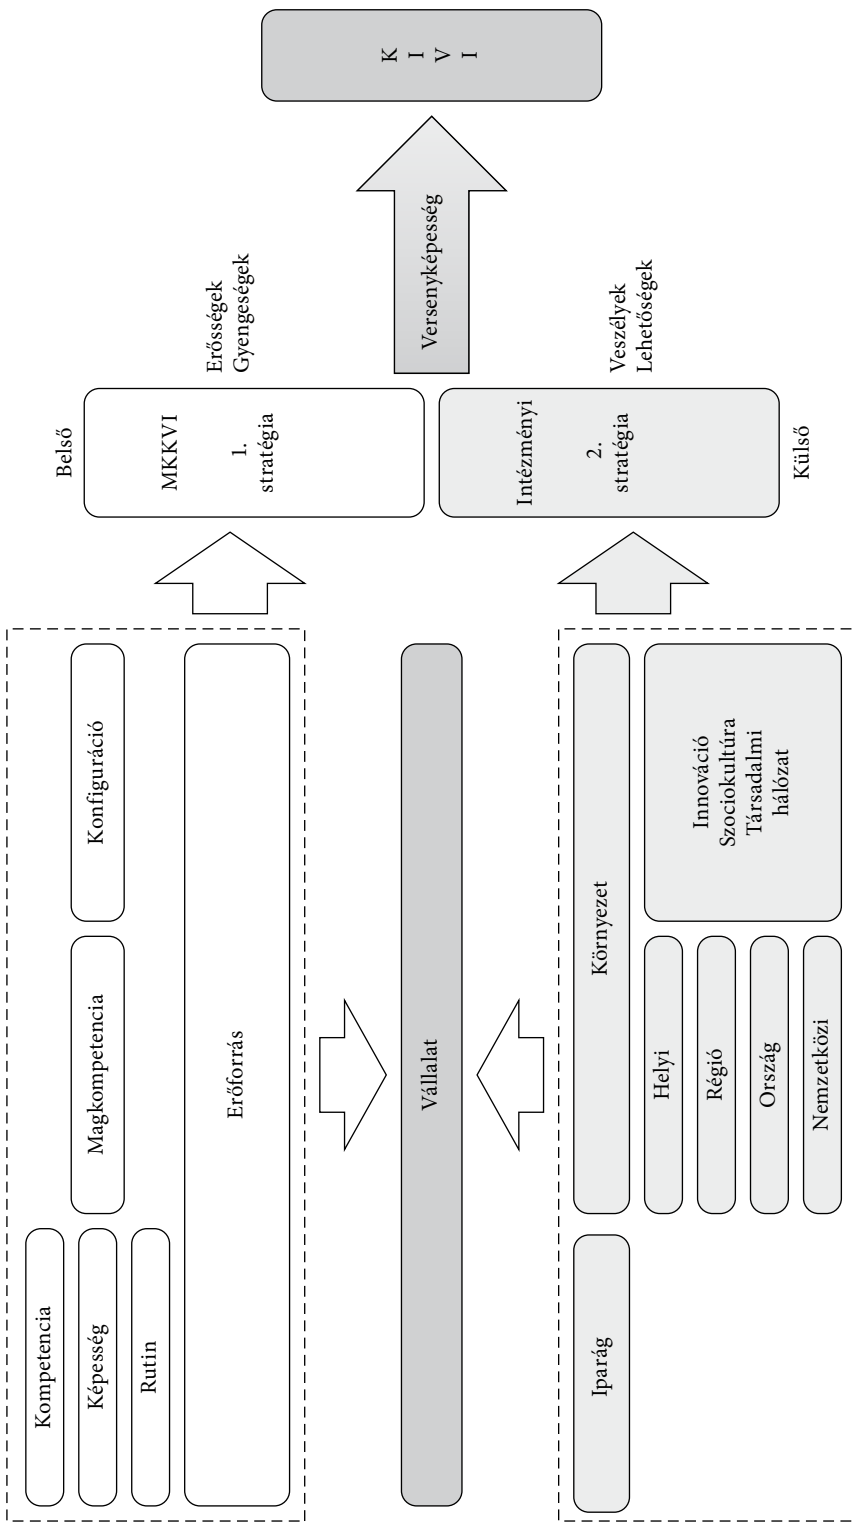 Kompetencia
Képesség
Rutin
Magkompetencia
Konfiguráció
Erőforrás
Vállalat
Iparág
Környezet
Helyi
Régió
Ország
Nemzetközi
Innováció
Szociokultúra
Társadalmi
hálózat
Belső
MKKVI
1.
stratégia
Erősségek
Gyengeségek
Intézményi
2.
stratégia
Külső
Veszélyek
Lehetőségek
Versenyképesség
K
I
V
I